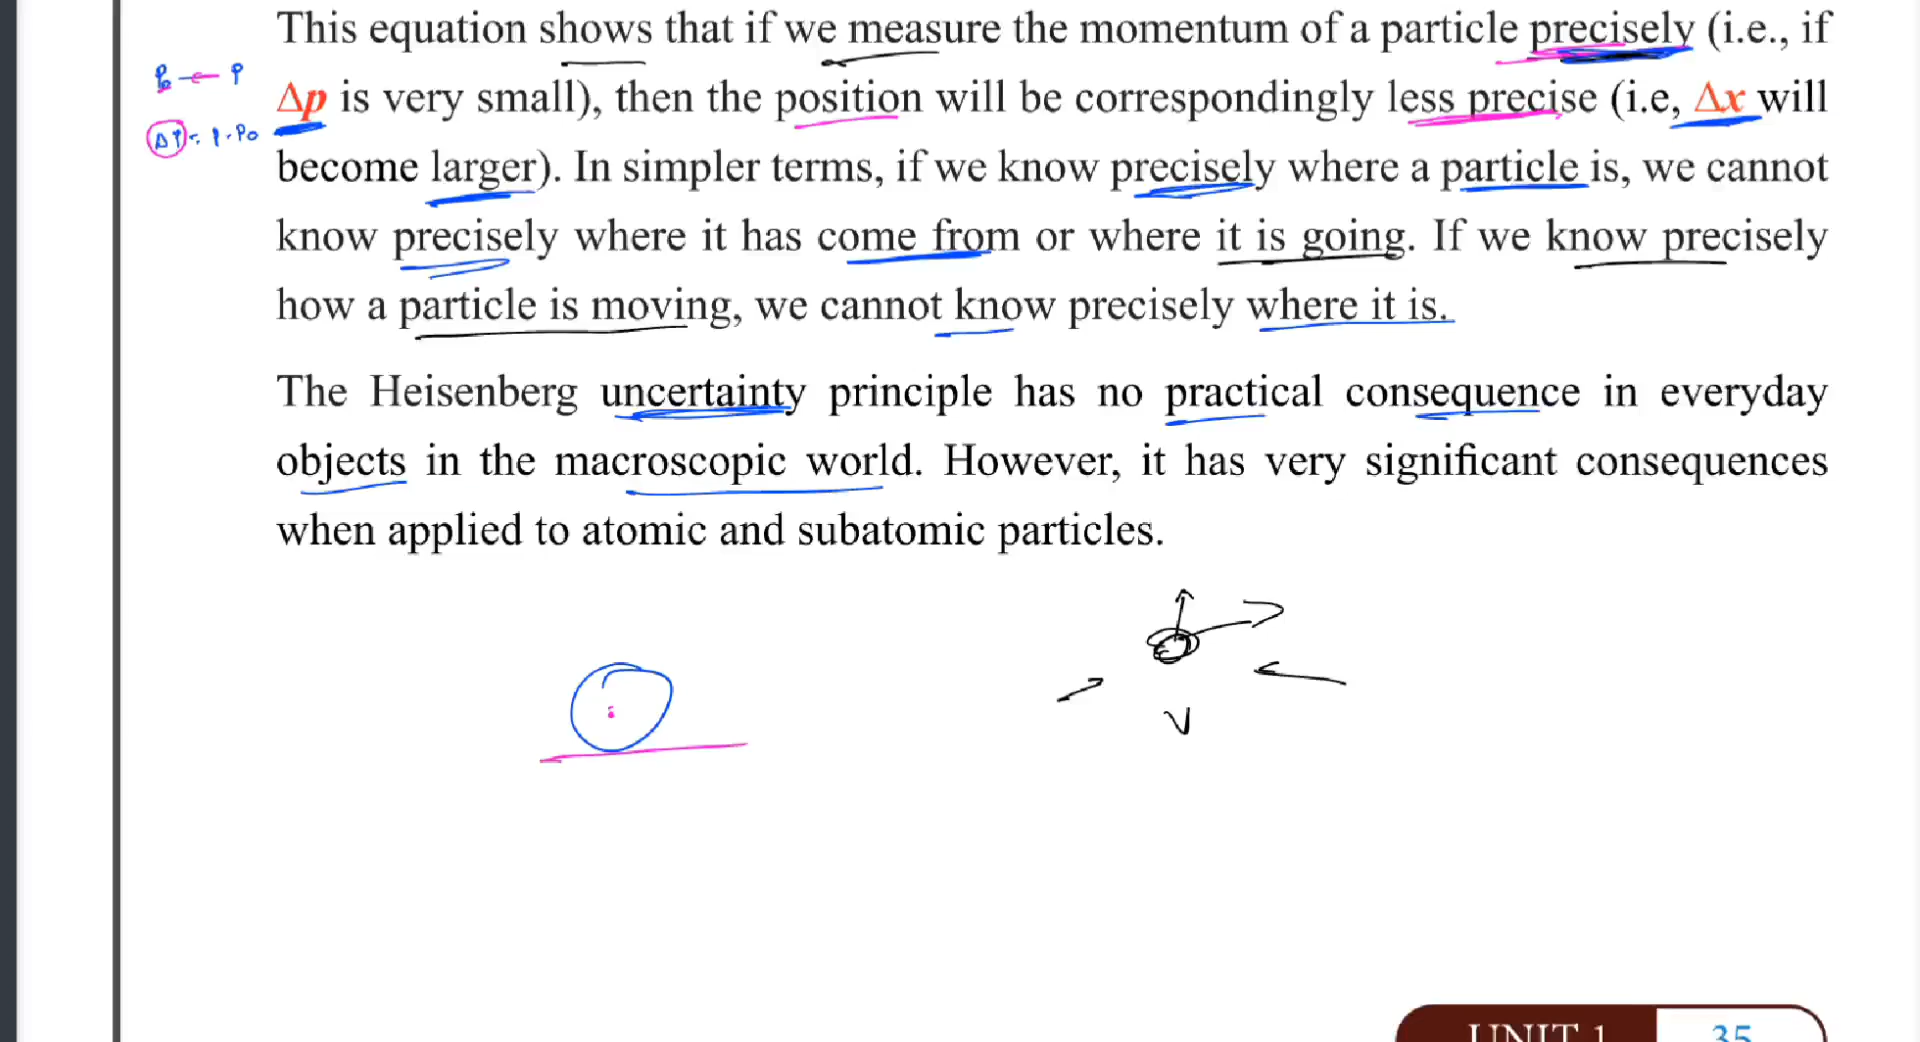 This equation shows that if we measure the momentum of a particle precisely (i.e., if
P₀ ← P
Δp is very small), then the position will be correspondingly less precise (i.e, Δx will
ΔP = P - P₀
become larger). In simpler terms, if we know precisely where a particle is, we cannot
know precisely where it has come from or where it is going. If we know precisely
how a particle is moving, we cannot know precisely where it is.
The Heisenberg uncertainty principle has no practical consequence in everyday
objects in the macroscopic world. However, it has very significant consequences
when applied to atomic and subatomic particles.
V
UNIT 1 35